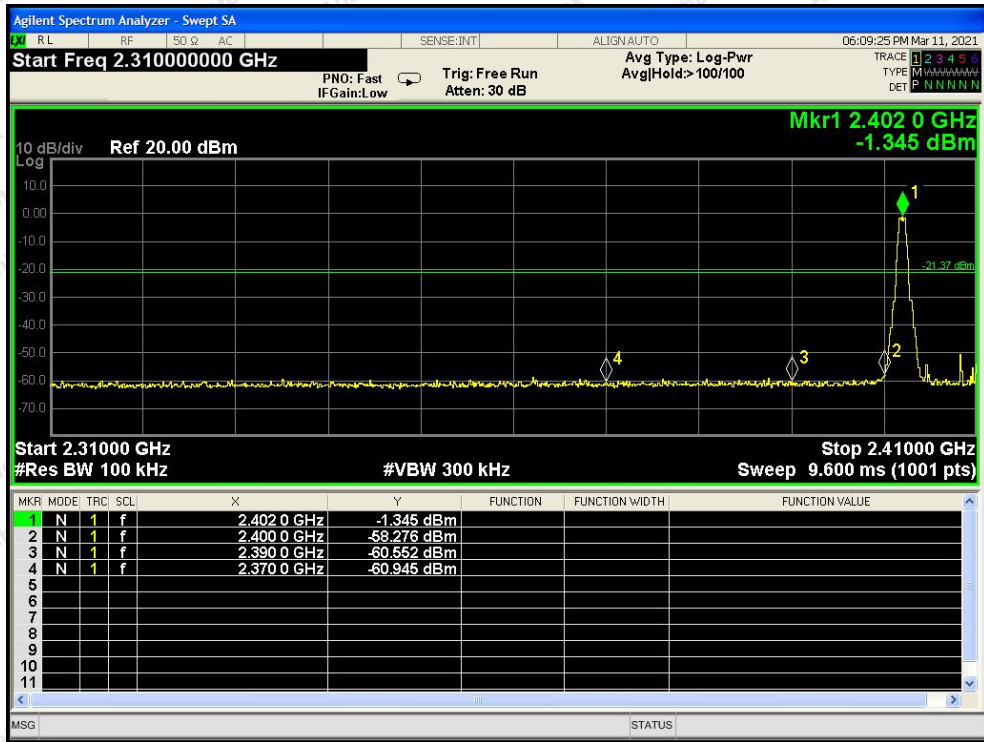 Agilent Spectrum Analyzer - Swept SA
LXI RL RF 50 Ω AC SENSE:INT ALIGNAUTO 06:09:25 PM Mar 11, 2021
Start Freq 2.310000000 GHz
PNO: Fast
IFGain:Low
Trig: Free Run
Atten: 30 dB
Avg Type: Log-Pwr
Avg|Hold:>100/100
TRACE 1 2 3 4 5 6
TYPE M
DET P N N N N N
Mkr1 2.402 0 GHz
-1.345 dBm
10 dB/div Ref 20.00 dBm
Log
10.0
0.00
-10.0
-20.0
-30.0
-40.0
-50.0
-60.0
-70.0
1
-21.37 dBm
4
3
2
Start 2.31000 GHz Stop 2.41000 GHz
#Res BW 100 kHz #VBW 300 kHz Sweep 9.600 ms (1001 pts)
MKR MODE TRC SCL X Y FUNCTION FUNCTION WIDTH FUNCTION VALUE
1 N 1 f 2.402 0 GHz -1.345 dBm
2 N 1 f 2.400 0 GHz -58.276 dBm
3 N 1 f 2.390 0 GHz -60.552 dBm
4 N 1 f 2.370 0 GHz -60.945 dBm
5
6
7
8
9
10
11
MSG STATUS